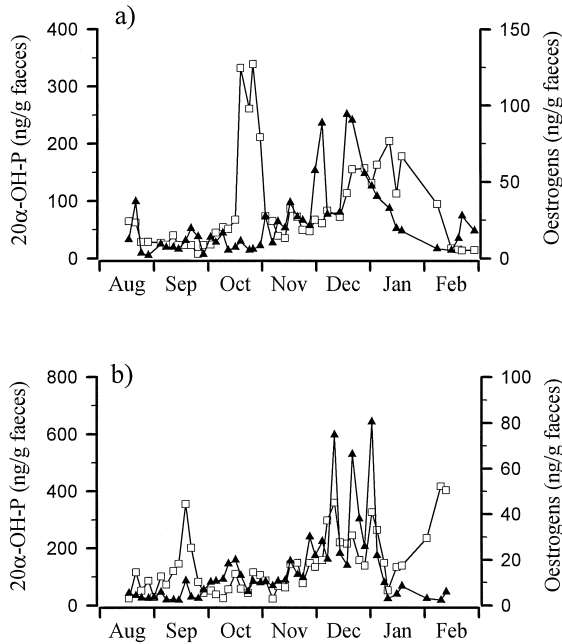 a)
20α-OH-P (ng/g faeces)
400
300
200
100
0
150
100
50
0
Oestrogens (ng/g faeces)
Aug Sep Oct Nov Dec Jan Feb
b)
20α-OH-P (ng/g faeces)
800
600
400
200
0
100
80
60
40
20
0
Oestrogens (ng/g faeces)
Aug Sep Oct Nov Dec Jan Feb